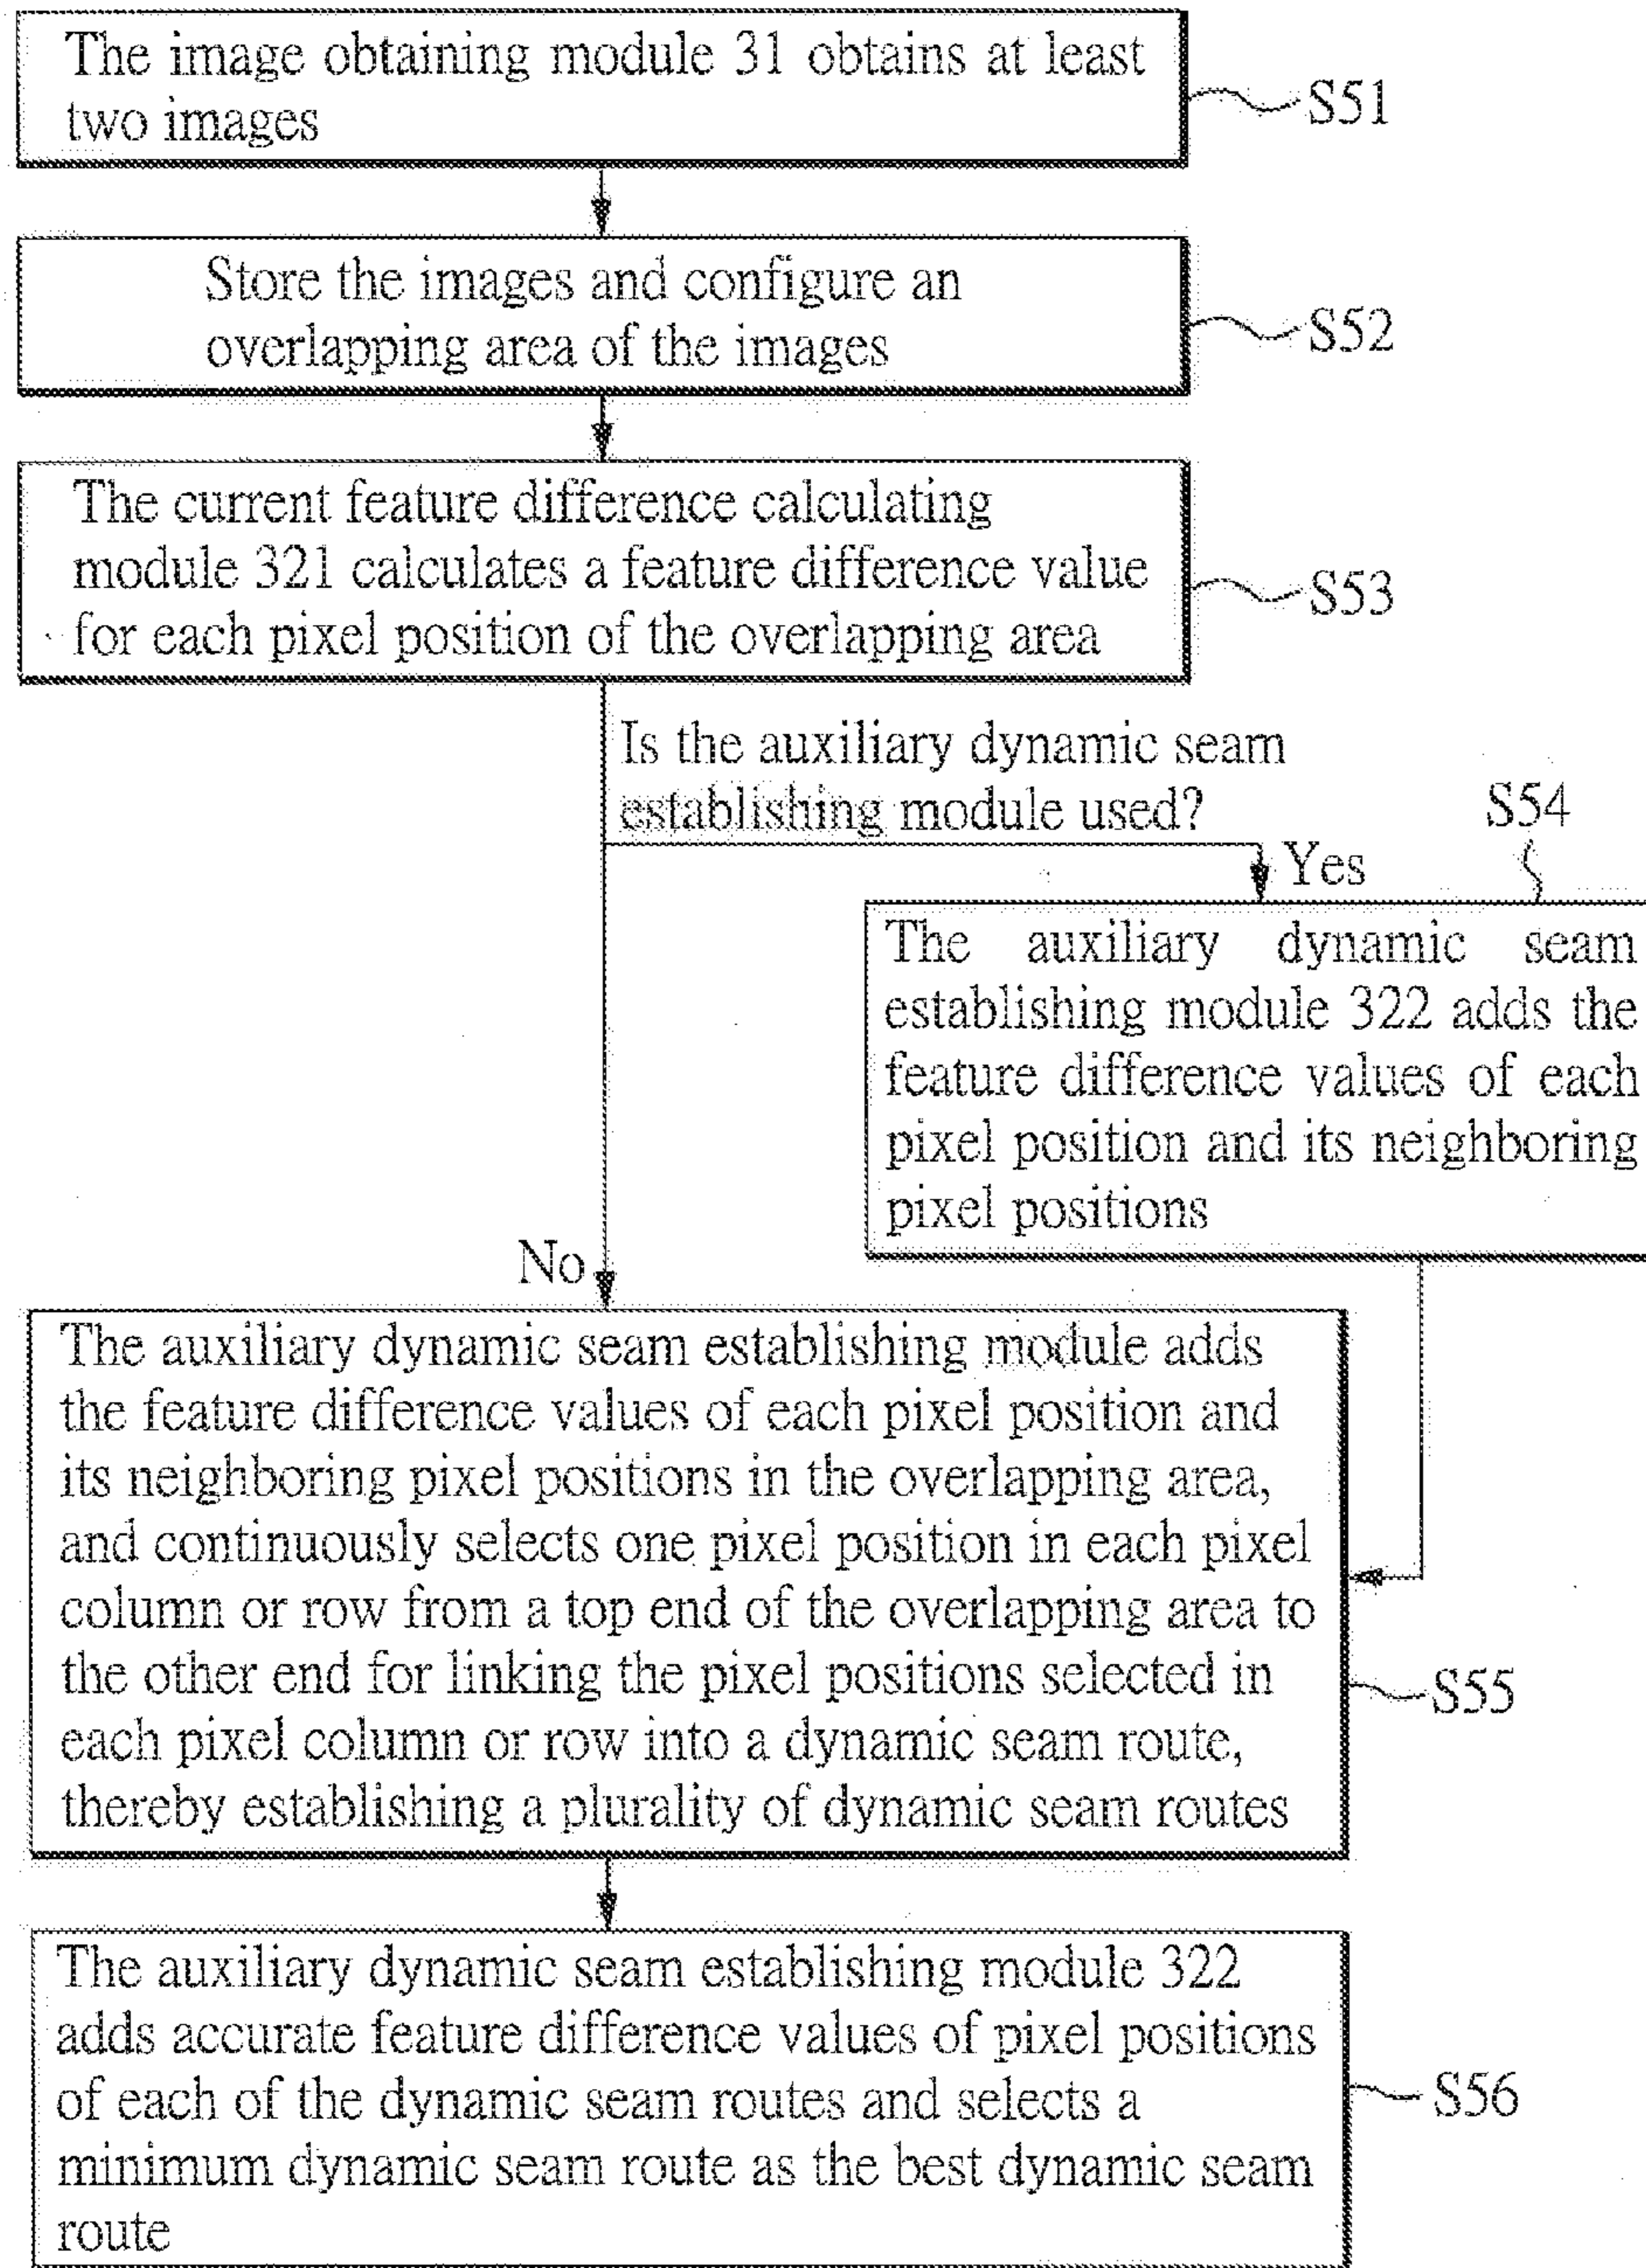 The image obtaining module 31 obtains at least
two images
S51
Store the images and configure an
overlapping area of the images
S52
The current feature difference calculating
module 321 calculates a feature difference value
for each pixel position of the overlapping area
S53
Is the auxiliary dynamic seam
establishing module used?
S54
Yes
The auxiliary dynamic seam
establishing module 322 adds the
feature difference values of each
pixel position and its neighboring
pixel positions
No
The auxiliary dynamic seam establishing module adds
the feature difference values of each pixel position and
its neighboring pixel positions in the overlapping area,
and continuously selects one pixel position in each pixel
column or row from a top end of the overlapping area to
the other end for linking the pixel positions selected in
each pixel column or row into a dynamic seam route,
thereby establishing a plurality of dynamic seam routes
S55
The auxiliary dynamic seam establishing module 322
adds accurate feature difference values of pixel positions
of each of the dynamic seam routes and selects a
minimum dynamic seam route as the best dynamic seam
route
S56